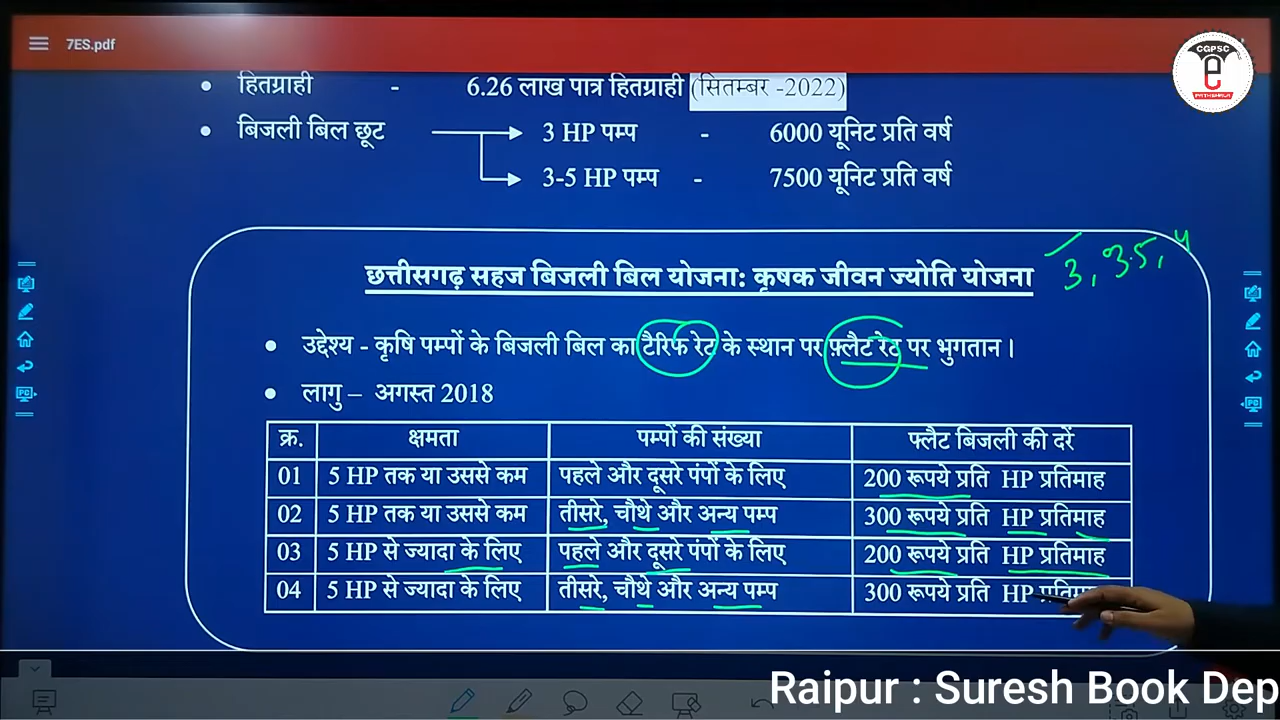 7ES.pdf
CGPSC
हितग्राही - 6.26 लाख पात्र हितग्राही (सितम्बर -2022)
बिजली बिल छूट 3 HP पम्प - 6000 यूनिट प्रति वर्ष
3-5 HP पम्प - 7500 यूनिट प्रति वर्ष
3, 3.5, 4
छत्तीसगढ़ सहज बिजली बिल योजना: कृषक जीवन ज्योति योजना
उद्देश्य - कृषि पम्पों के बिजली बिल का टैरिफ रेट के स्थान पर फ़्लैट रेट पर भुगतान।
लागु – अगस्त 2018
क्र. क्षमता पम्पों की संख्या फ्लैट बिजली की दरें
01 5 HP तक या उससे कम पहले और दूसरे पंपों के लिए 200 रूपये प्रति HP प्रतिमाह
02 5 HP तक या उससे कम तीसरे, चौथे और अन्य पम्प 300 रूपये प्रति HP प्रतिमाह
03 5 HP से ज्यादा के लिए पहले और दूसरे पंपों के लिए 200 रूपये प्रति HP प्रतिमाह
04 5 HP से ज्यादा के लिए तीसरे, चौथे और अन्य पम्प 300 रूपये प्रति HP
Raipur : Suresh Book Dep